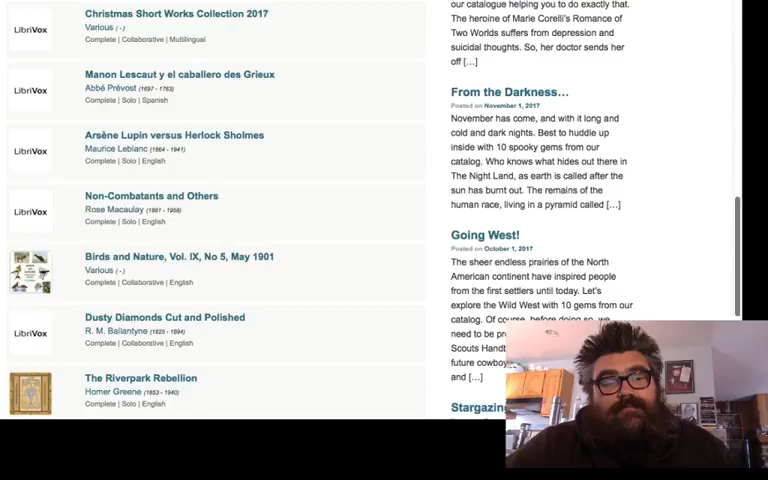 Christmas Short Works Collection 2017
Various ( - )
Complete | Collaborative | Multilingual
LibriVox
Manon Lescaut y el caballero des Grieux
Abbé Prévost (1697 - 1763)
Complete | Solo | Spanish
LibriVox
Arsène Lupin versus Herlock Sholmes
Maurice Leblanc (1864 - 1941)
Complete | Solo | English
LibriVox
Non-Combatants and Others
Rose Macaulay (1881 - 1958)
Complete | Solo | English
LibriVox
Birds and Nature, Vol. IX, No 5, May 1901
Various ( - )
Complete | Collaborative | English
Dusty Diamonds Cut and Polished
R. M. Ballantyne (1825 - 1894)
Complete | Collaborative | English
LibriVox
The Riverpark Rebellion
Homer Greene (1853 - 1940)
Complete | Solo | English
our catalogue helping you to do exactly that.
The heroine of Marie Corelli's Romance of
Two Worlds suffers from depression and
suicidal thoughts. So, her doctor sends her
off [...]
From the Darkness…
Posted on November 1, 2017
November has come, and with it long and
cold and dark nights. Best to huddle up
inside with 10 spooky gems from our
catalog. Who knows what hides out there in
The Night Land, as earth is called after the
sun has burnt out. The remains of the
human race, living in a pyramid called [...]
Going West!
Posted on October 1, 2017
The sheer endless prairies of the North
American continent have inspired people
from the first settlers until today. Let's
explore the Wild West with 10 gems from our
catalog. Of course, before doing so, we
need to be
Scouts
future
and [...]